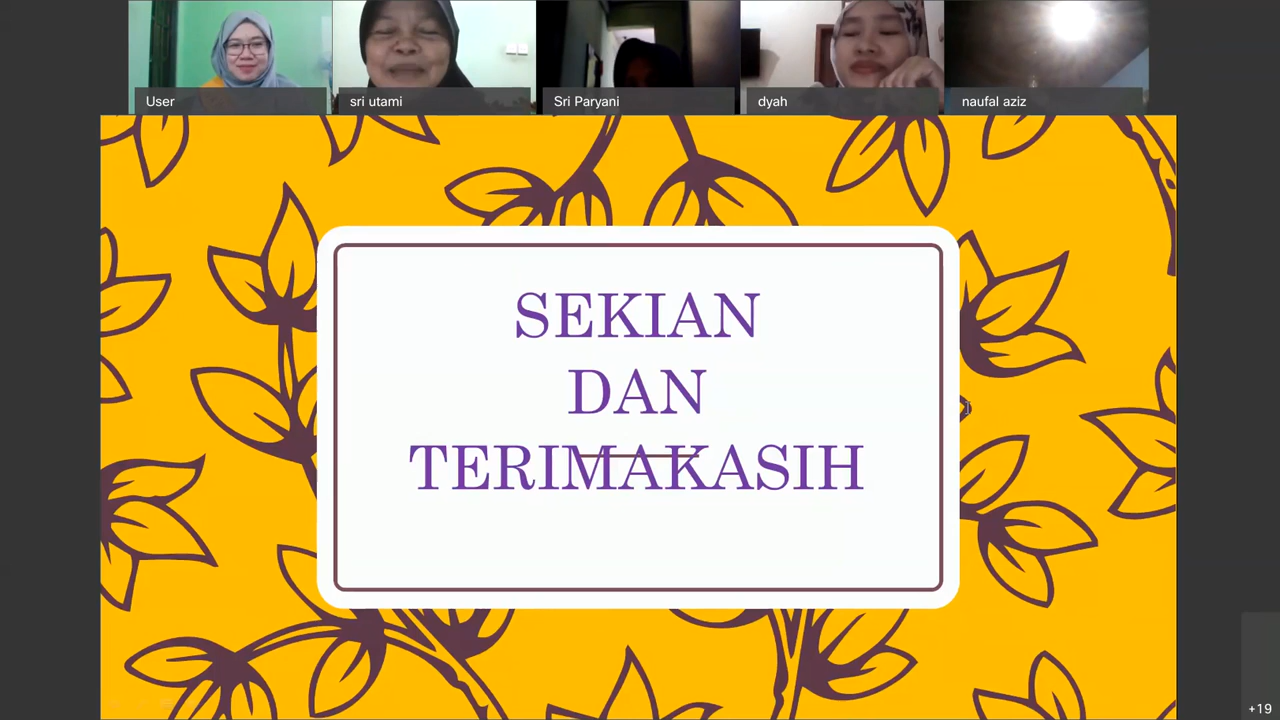 User
sri utami
Sri Paryani
dyah
naufal aziz
SEKIAN
DAN
TERIMAKASIH
+19